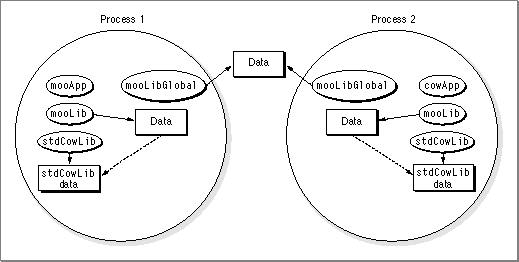 Process 1
Process 2
Data
mooApp
mooLibGlobal
mooLibGlobal
cowApp
mooLib
Data
Data
mooLib
stdCowLib
stdCowLib
stdCowLib
data
stdCowLib
data